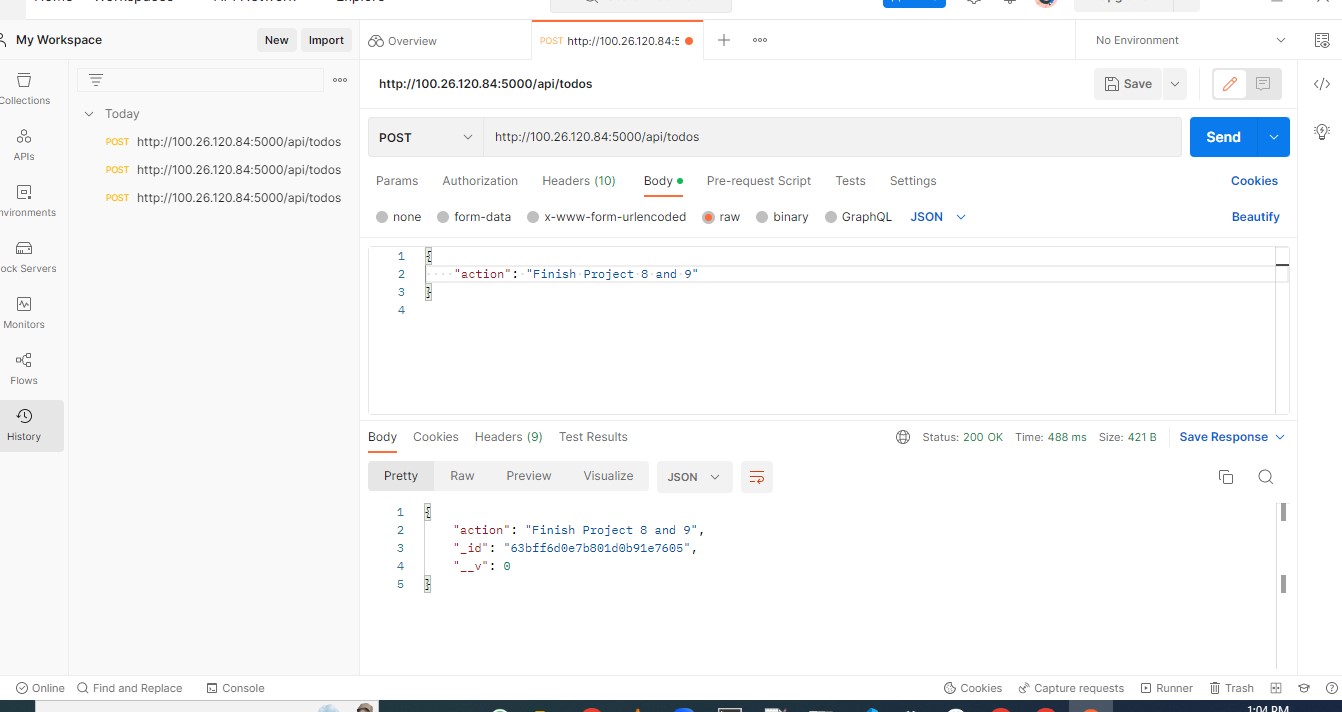 Home Workspaces API Network Explore
My Workspace New Import Overview POST http://100.26.120.84:5 No Environment
Collections
APIs
Environments
Mock Servers
Monitors
Flows
History
Today
POST http://100.26.120.84:5000/api/todos
POST http://100.26.120.84:5000/api/todos
POST http://100.26.120.84:5000/api/todos
http://100.26.120.84:5000/api/todos Save
POST http://100.26.120.84:5000/api/todos Send
Params Authorization Headers (10) Body Pre-request Script Tests Settings Cookies
none form-data x-www-form-urlencoded raw binary GraphQL JSON Beautify
1 {
2 "action": "Finish Project 8 and 9"
3 }
4
Body Cookies Headers (9) Test Results Status: 200 OK Time: 488 ms Size: 421 B Save Response
Pretty Raw Preview Visualize JSON
1 {
2 "action": "Finish Project 8 and 9",
3 "_id": "63bff6d0e7b801d0b91e7605",
4 "__v": 0
5 }
Online Find and Replace Console Cookies Capture requests Runner Trash
1:04 PM